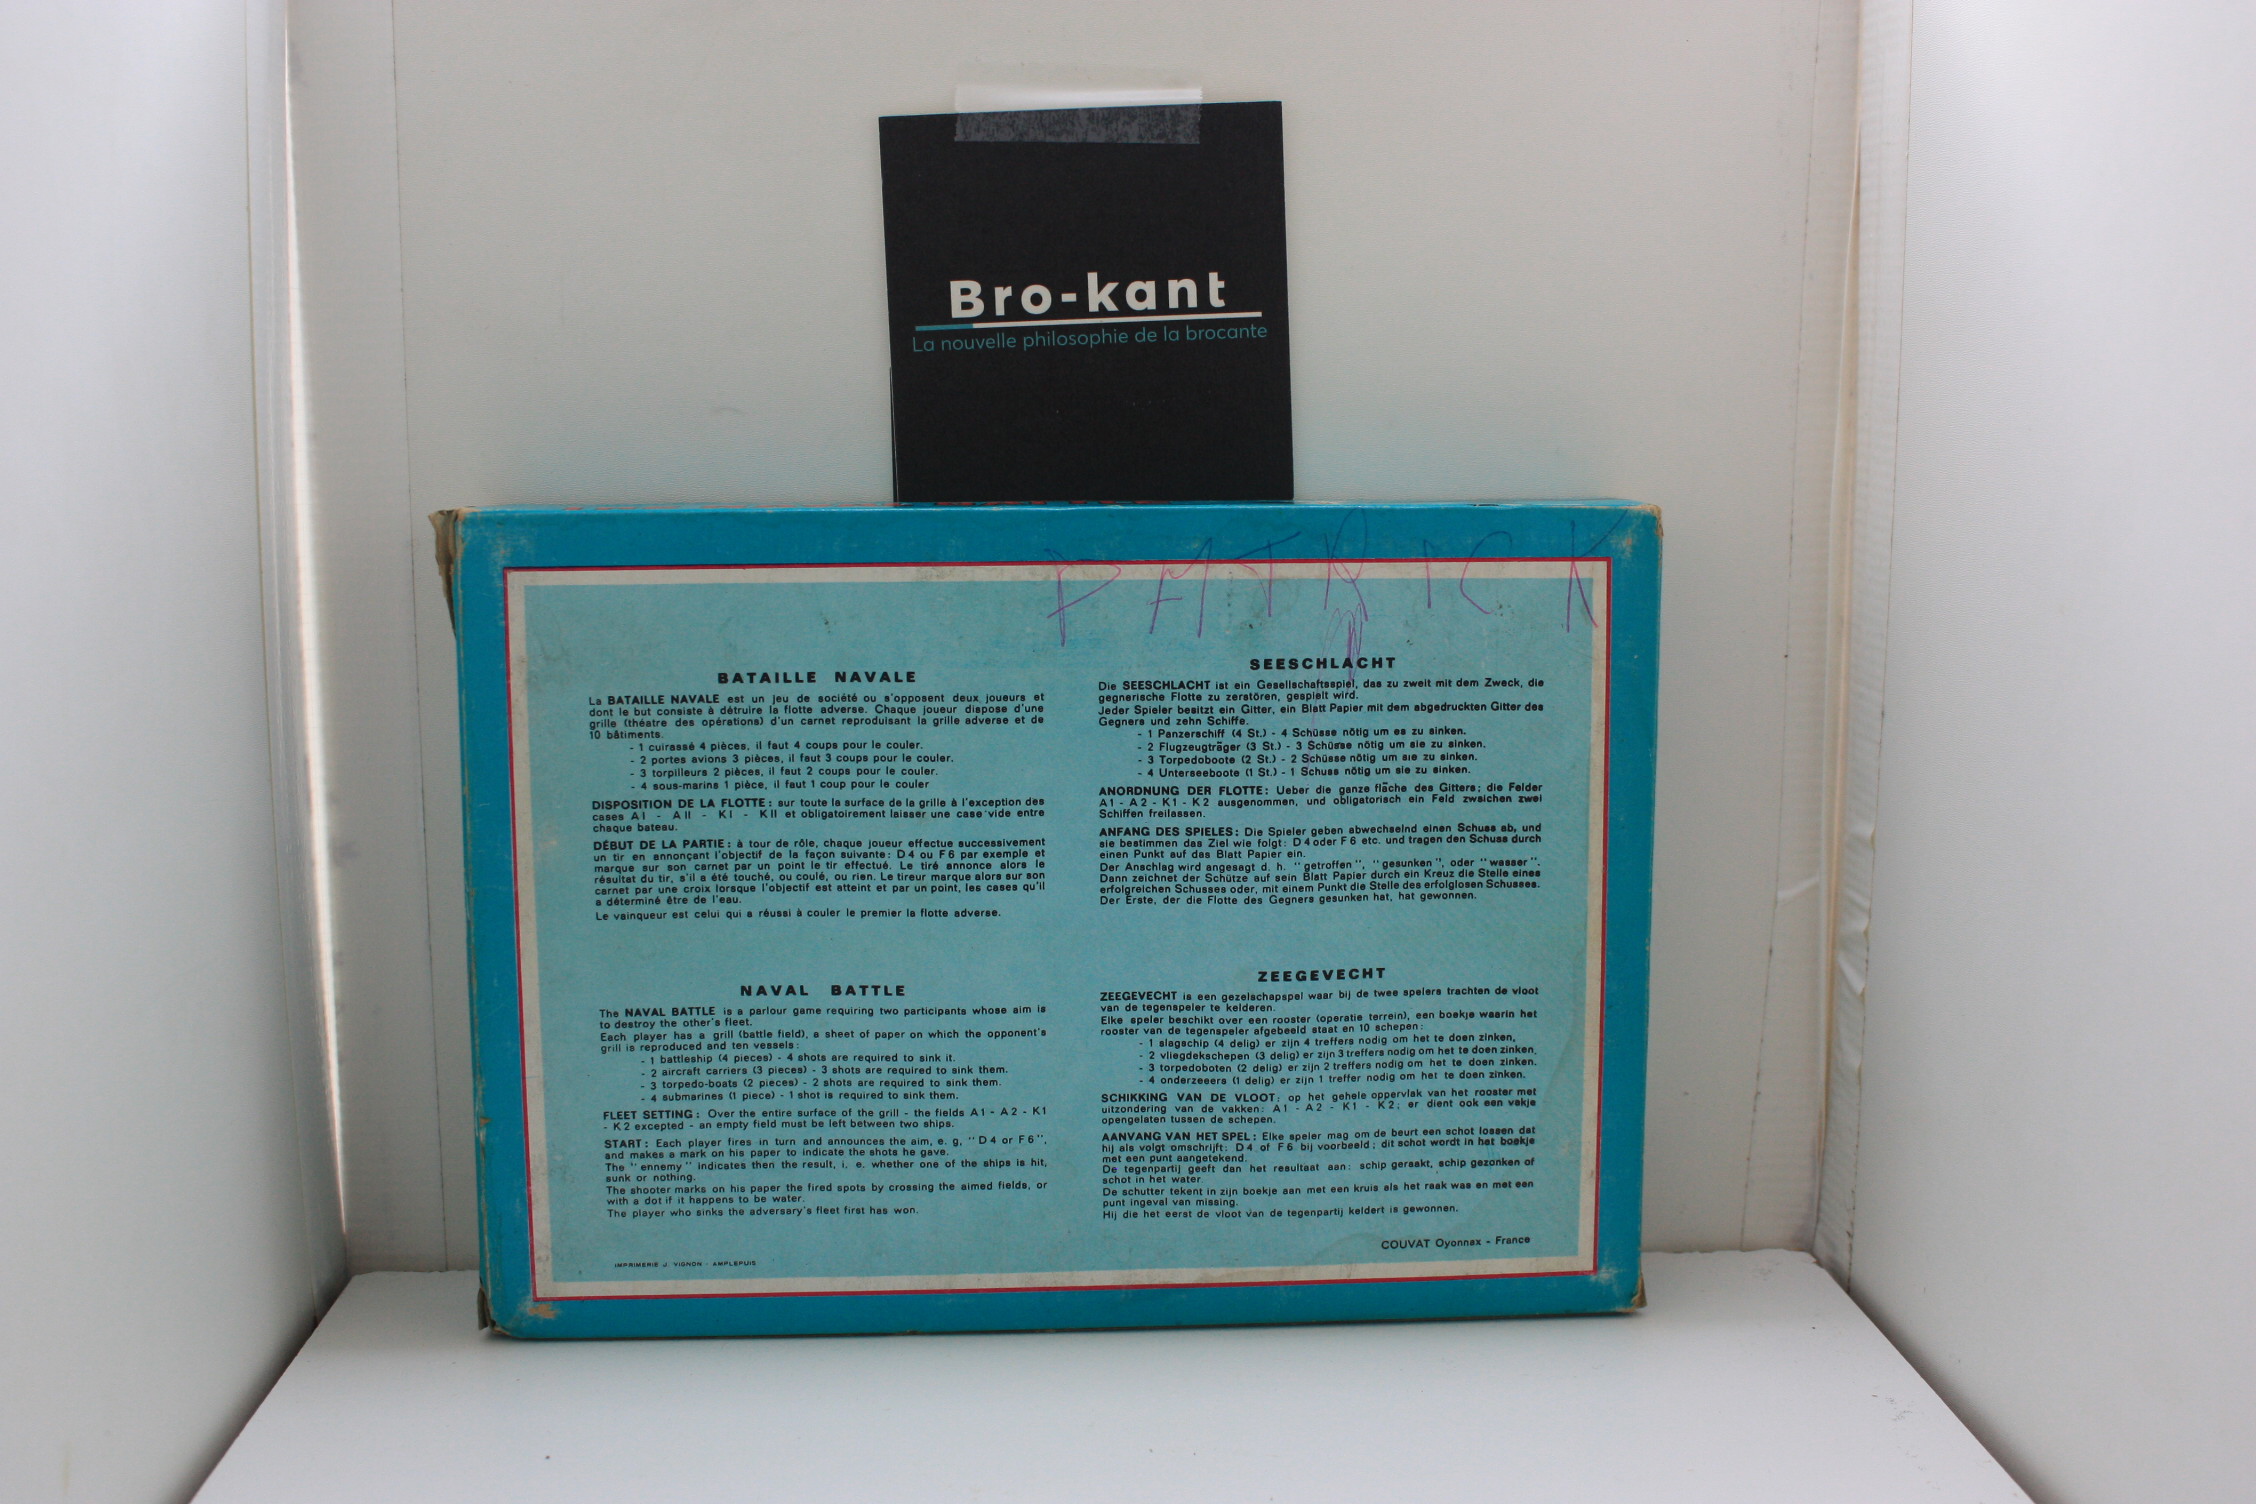 Bro-kant
La nouvelle philosophie de la brocante
PATRICK
BATAILLE NAVALE
La BATAILLE NAVALE est un jeu de société ou s'opposent deux joueurs et
dont le but consiste à détruire la flotte adverse. Chaque joueur dispose d'une
grille (théatre des opérations) d'un carnet reproduisant la grille adverse et de
10 bâtiments.
- 1 cuirassé 4 pièces, il faut 4 coups pour le couler.
- 2 portes avions 3 pièces, il faut 3 coups pour le couler.
- 3 torpilleurs 2 pièces, il faut 2 coups pour le couler.
- 4 sous-marins 1 pièce, il faut 1 coup pour le couler
DISPOSITION DE LA FLOTTE : sur toute la surface de la grille à l'exception des
cases A I - A II - K I - K II et obligatoirement laisser une case vide entre
chaque bateau.
DÉBUT DE LA PARTIE : à tour de rôle, chaque joueur effectue successivement
un tir en annonçant l'objectif de la façon suivante : D 4 ou F 6 par exemple et
marque sur son carnet par un point le tir effectué. Le tiré annonce alors le
résultat du tir, s'il a été touché, ou coulé, ou rien. Le tireur marque alors sur son
carnet par une croix lorsque l'objectif est atteint et par un point, les cases qu'il
a déterminé être de l'eau.
Le vainqueur est celui qui a réussi à couler le premier la flotte adverse.
SEESCHLACHT
Die SEESCHLACHT ist ein Gesellschaftsspiel, das zu zweit mit dem Zweck, die
gegnerische Flotte zu zerstören, gespielt wird.
Jeder Spieler besitzt ein Gitter, ein Blatt Papier mit dem abgedruckten Gitter des
Gegners und zehn Schiffe.
- 1 Panzerschiff (4 St.) - 4 Schüsse nötig um es zu sinken.
- 2 Flugzeugträger (3 St.) - 3 Schüsse nötig um sie zu sinken.
- 3 Torpedoboote (2 St.) - 2 Schüsse nötig um sie zu sinken.
- 4 Unterseeboote (1 St.) - 1 Schuss nötig um sie zu sinken.
ANORDNUNG DER FLOTTE : Ueber die ganze fläche des Gitters ; die Felder
A 1 - A 2 - K 1 - K 2 ausgenommen, und obligatorisch ein Feld zwsichen zwei
Schiffen freilassen.
ANFANG DES SPIELES : Die Spieler geben abwechselnd einen Schuss ab, und
sie bestimmen das Ziel wie folgt : D 4 oder F 6 etc. und tragen den Schuss durch
einen Punkt auf das Blatt Papier ein.
Der Anschlag wird angesagt d. h. "getroffen", "gesunken", oder "wasser".
Dann zeichnet der Schütze auf sein Blatt Papier durch ein Kreuz die Stelle eines
erfolgreichen Schusses oder, mit einem Punkt die Stelle des erfolglosen Schusses.
Der Erste, der die Flotte des Gegners gesunken hat, hat gewonnen.
NAVAL BATTLE
The NAVAL BATTLE is a parlour game requiring two participants whose aim is
to destroy the other's fleet.
Each player has a grill (battle field), a sheet of paper on which the opponent's
grill is reproduced and ten vessels :
- 1 battleship (4 pieces) - 4 shots are required to sink it.
- 2 aircraft carriers (3 pieces) - 3 shots are required to sink them.
- 3 torpedo-boats (2 pieces) - 2 shots are required to sink them.
- 4 submarines (1 piece) - 1 shot is required to sink them.
FLEET SETTING : Over the entire surface of the grill - the fields A 1 - A 2 - K 1
- K 2 excepted - an empty field must be left between two ships.
START : Each player fires in turn and announces the aim, e. g, "D 4 or F 6",
and makes a mark on his paper to indicate the shots he gave.
The "ennemy" indicates then the result, i. e. whether one of the ships is hit,
sunk or nothing.
The shooter marks on his paper the fired spots by crossing the aimed fields, or
with a dot if it happens to be water.
The player who sinks the adversary's fleet first has won.
ZEEGEVECHT
ZEEGEVECHT is een gezelschapspel waar bij de twee spelers trachten de vloot
van de tegenspeler te kelderen.
Elke speler beschikt over een rooster (operatie terrein), een boekje waarin het
rooster van de tegenspeler afgebeeld staat en 10 schepen :
- 1 slagschip (4 delig) er zijn 4 treffers nodig om het te doen zinken,
- 2 vliegdekschepen (3 delig) er zijn 3 treffers nodig om het te doen zinken,
- 3 torpedoboten (2 delig) er zijn 2 treffers nodig om het te doen zinken.
- 4 onderzeeers (1 delig) er zijn 1 treffer nodig om het te doen zinken.
SCHIKKING VAN DE VLOOT : op het gehele oppervlak van het rooster met
uitzondering van de vakken : A 1 - A 2 - K 1 - K 2 ; er dient ook een vakje
opengelaten tussen de schepen.
AANVANG VAN HET SPEL : Elke speler mag om de beurt een schot lossen dat
hij als volgt omschrijft : D 4 of F 6 bij voorbeeld ; dit schot wordt in het boekje
met een punt aangetekend.
De tegenpartij geeft dan het resultaat aan : schip geraakt, schip gezonken of
schot in het water.
De schutter tekent in zijn boekje aan met een kruis als het raak was en met een
punt ingeval van missing.
Hij die het eerst de vloot van de tegenpartij keldert is gewonnen.
COUVAT Oyonnax - France
IMPRIMERIE J. VIGNON - AMPLEPUIS